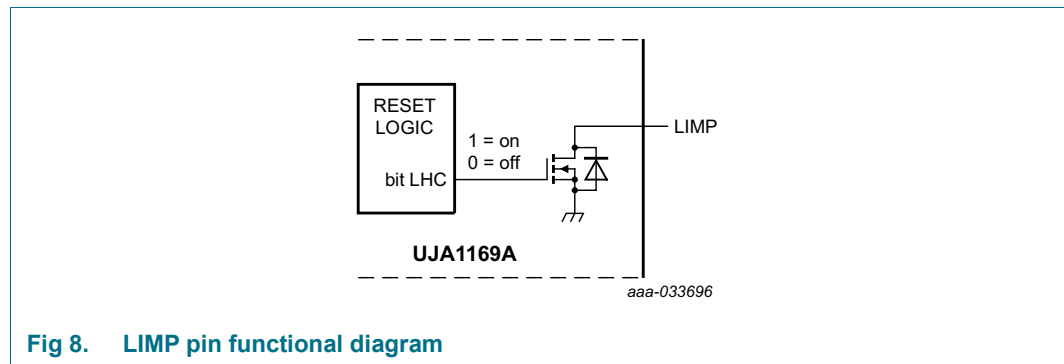 RESET
LOGIC
bit LHC
1 = on
0 = off
LIMP
UJA1169A
aaa-033696
Fig 8. LIMP pin functional diagram